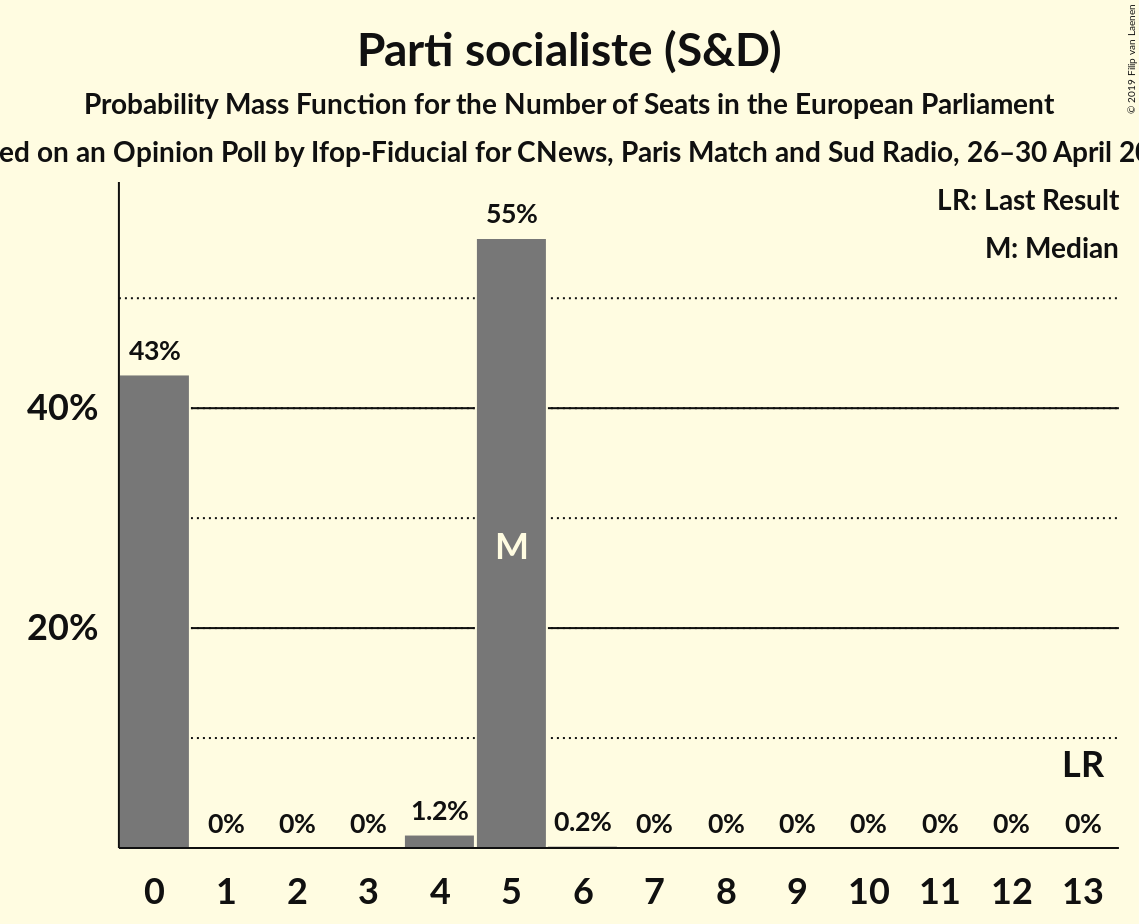 Parti socialiste (S&D)
Probability Mass Function for the Number of Seats in the European Parliament
ed on an Opinion Poll by Ifop-Fiducial for CNews, Paris Match and Sud Radio, 26–30 April 20
© 2019 Filip van Laenen
LR: Last Result
M: Median
55%
43%
40%
M
20%
LR
0% 0% 0% 1.2% 0.2% 0% 0% 0% 0% 0% 0% 0%
0 1 2 3 4 5 6 7 8 9 10 11 12 13